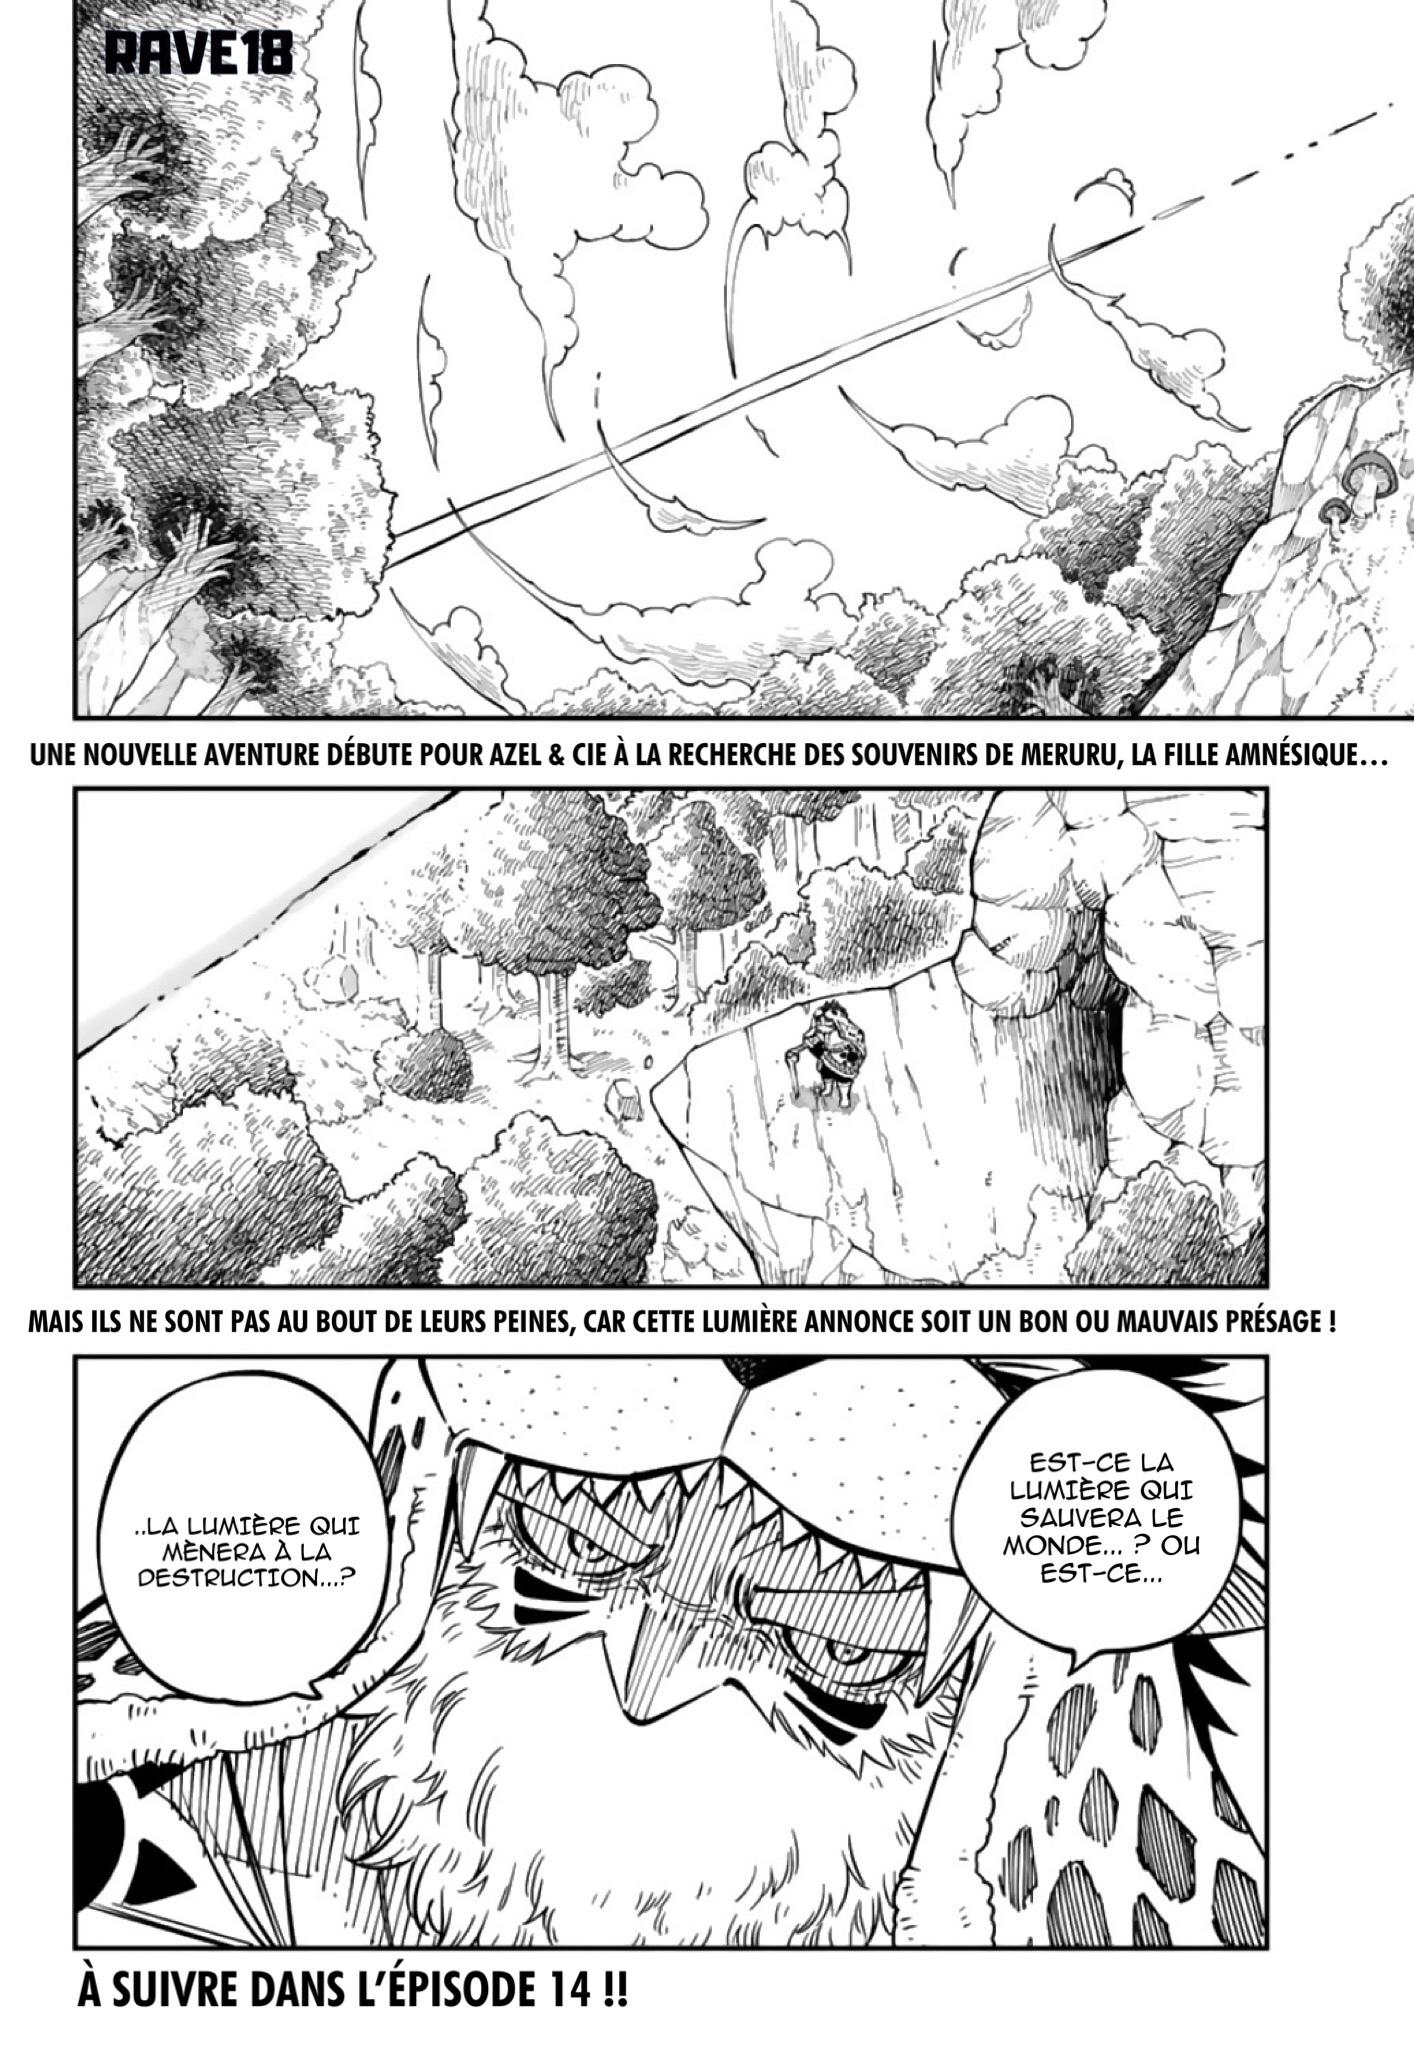 RAVE18
UNE NOUVELLE AVENTURE DÉBUTE POUR AZEL & CIE À LA RECHERCHE DES SOUVENIRS DE MERURU, LA FILLE AMNÉSIQUE...
MAIS ILS NE SONT PAS AU BOUT DE LEURS PEINES, CAR CETTE LUMIÈRE ANNONCE SOIT UN BON OU MAUVAIS PRÉSAGE !
EST-CE LA
LUMIÈRE QUI
SAUVERA LE
MONDE... ? OU
EST-CE...
..LA LUMIÈRE QUI
MÈNERA À LA
DESTRUCTION...?
À SUIVRE DANS L'ÉPISODE 14 !!